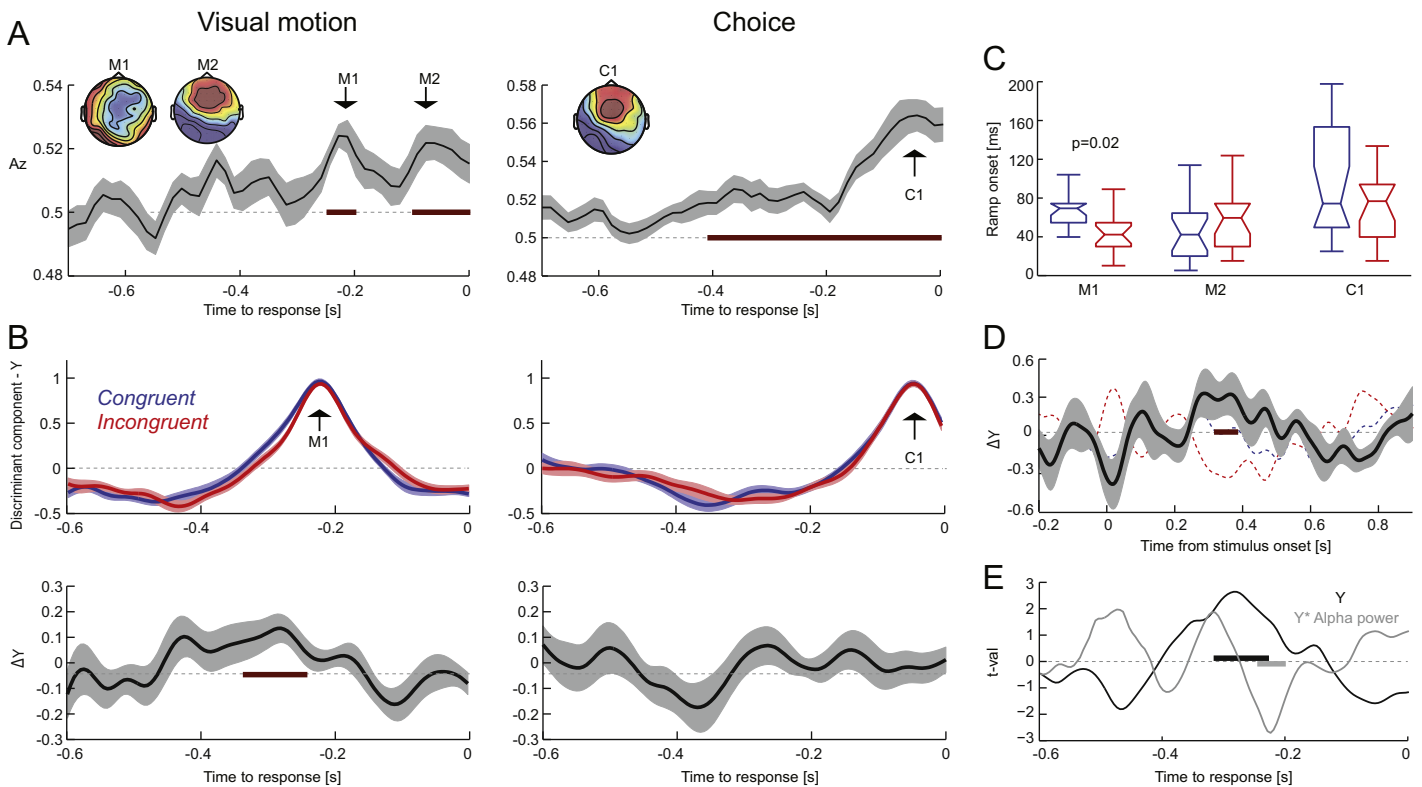 Visual motion
Choice
A
M1
M2
M1
M2
0.54
0.52
Az
0.5
0.48
-0.6
-0.4
-0.2
0
Time to response [s]
C1
0.56
0.54
0.52
0.5
0.48
C1
-0.6
-0.4
-0.2
0
Time to response [s]
C
Ramp onset [ms]
200
160
120
80
40
0
p=0.02
M1
M2
C1
B
Discriminant component - Y
1
0.5
0
-0.5
Congruent
Incongruent
M1
-0.6
-0.4
-0.2
0
1
0.5
0
-0.5
C1
-0.6
-0.4
-0.2
0
ΔY
0.3
0.2
0.1
0
-0.1
-0.2
0.3
-0.6
-0.4
-0.2
0
Time to response [s]
0.3
0.2
0.1
0
-0.1
-0.2
0.3
-0.6
-0.4
-0.2
0
Time to response [s]
D
ΔY
0.6
0.3
0
-0.3
-0.6
-0.2
0
0.2
0.4
0.6
0.8
Time from stimulus onset [s]
E
t-val
3
2
1
0
−1
−2
−3
Y
Y* Alpha power
-0.6
-0.4
-0.2
0
Time to response [s]